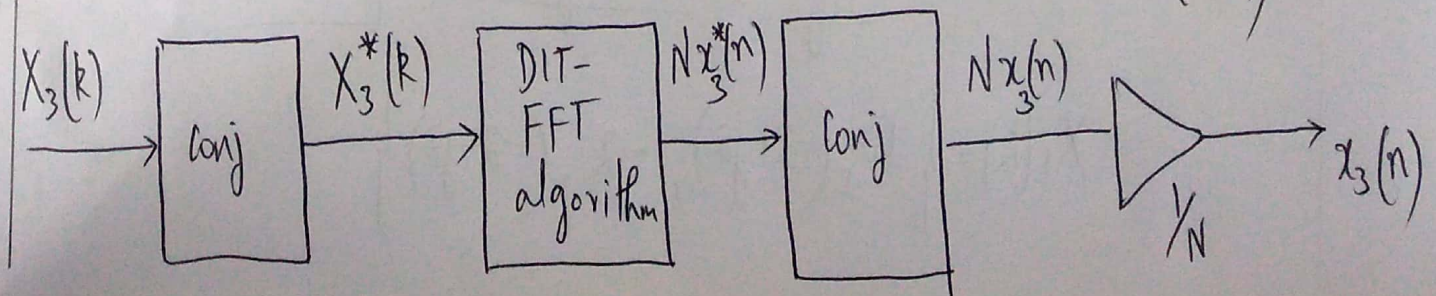 X₃(k)
Conj
X₃*(k)
DIT-
FFT
algorithm
Nx₃*(n)
Conj
Nx₃(n)
1/N
x₃(n)